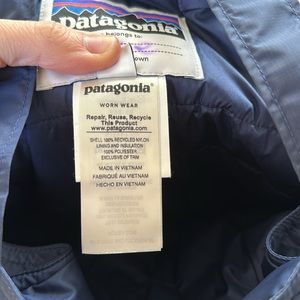 patagonia
belongs to:
patagonia
WORN WEAR
Repair, Reuse, Recycle
This Product
www.patagonia.com
SHELL: 100% RECYCLED NYLON
LINING AND INSULATION:
100% POLYESTER
EXCLUSIVE OF TRIM
MADE IN VIETNAM
FABRIQUÉ AU VIETNAM
HECHO EN VIETNAM